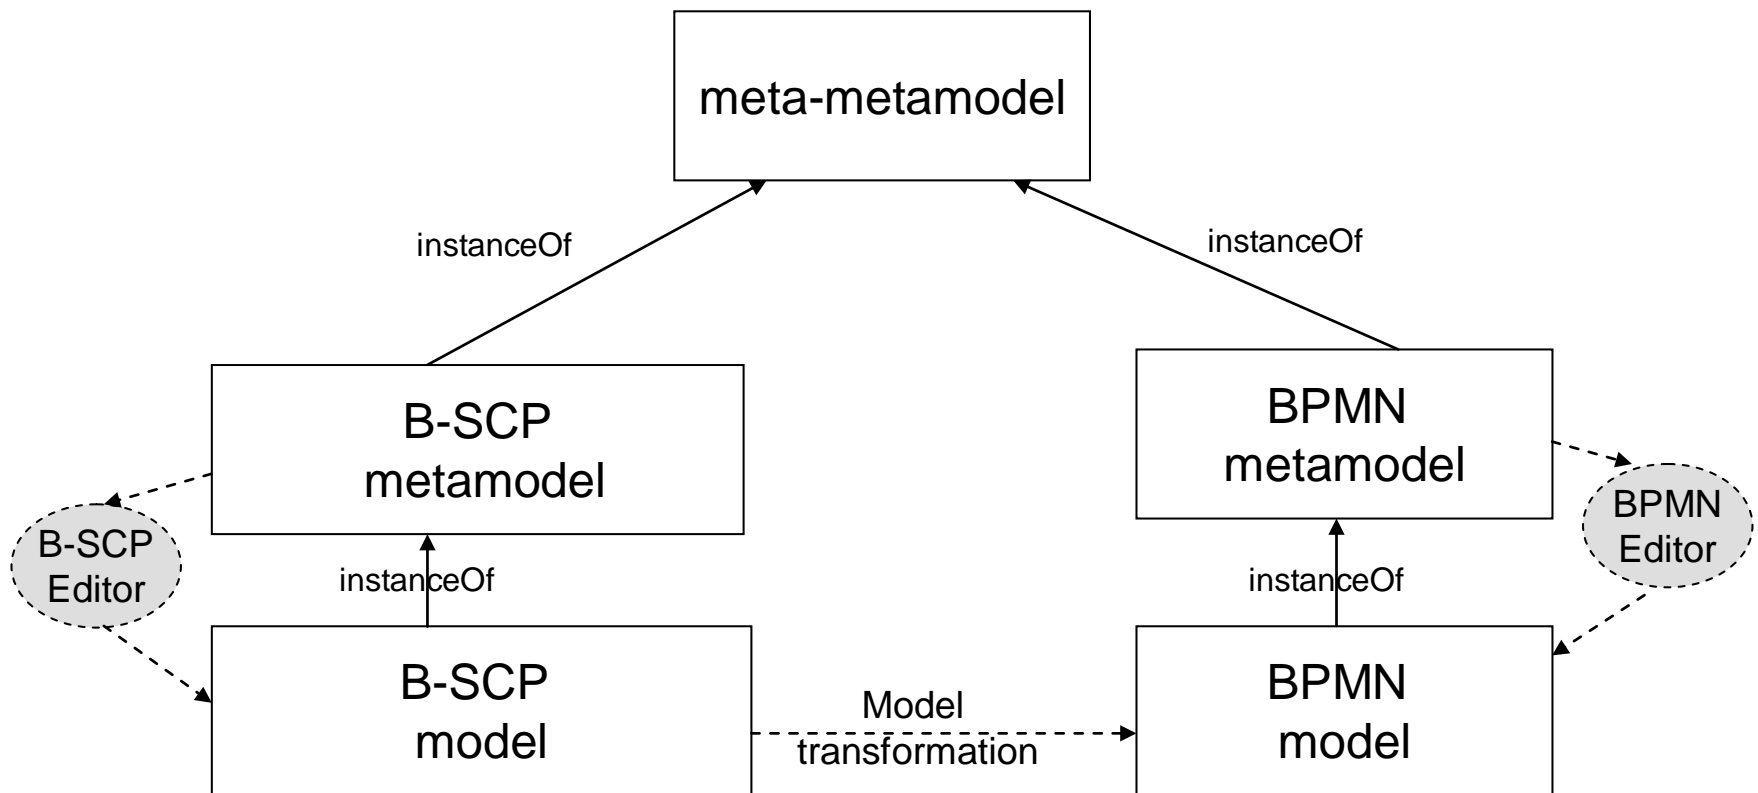 meta-metamodel
instanceOf
instanceOf
B-SCP
metamodel
BPMN
metamodel
B-SCP
Editor
BPMN
Editor
instanceOf
instanceOf
B-SCP
model
Model
transformation
BPMN
model